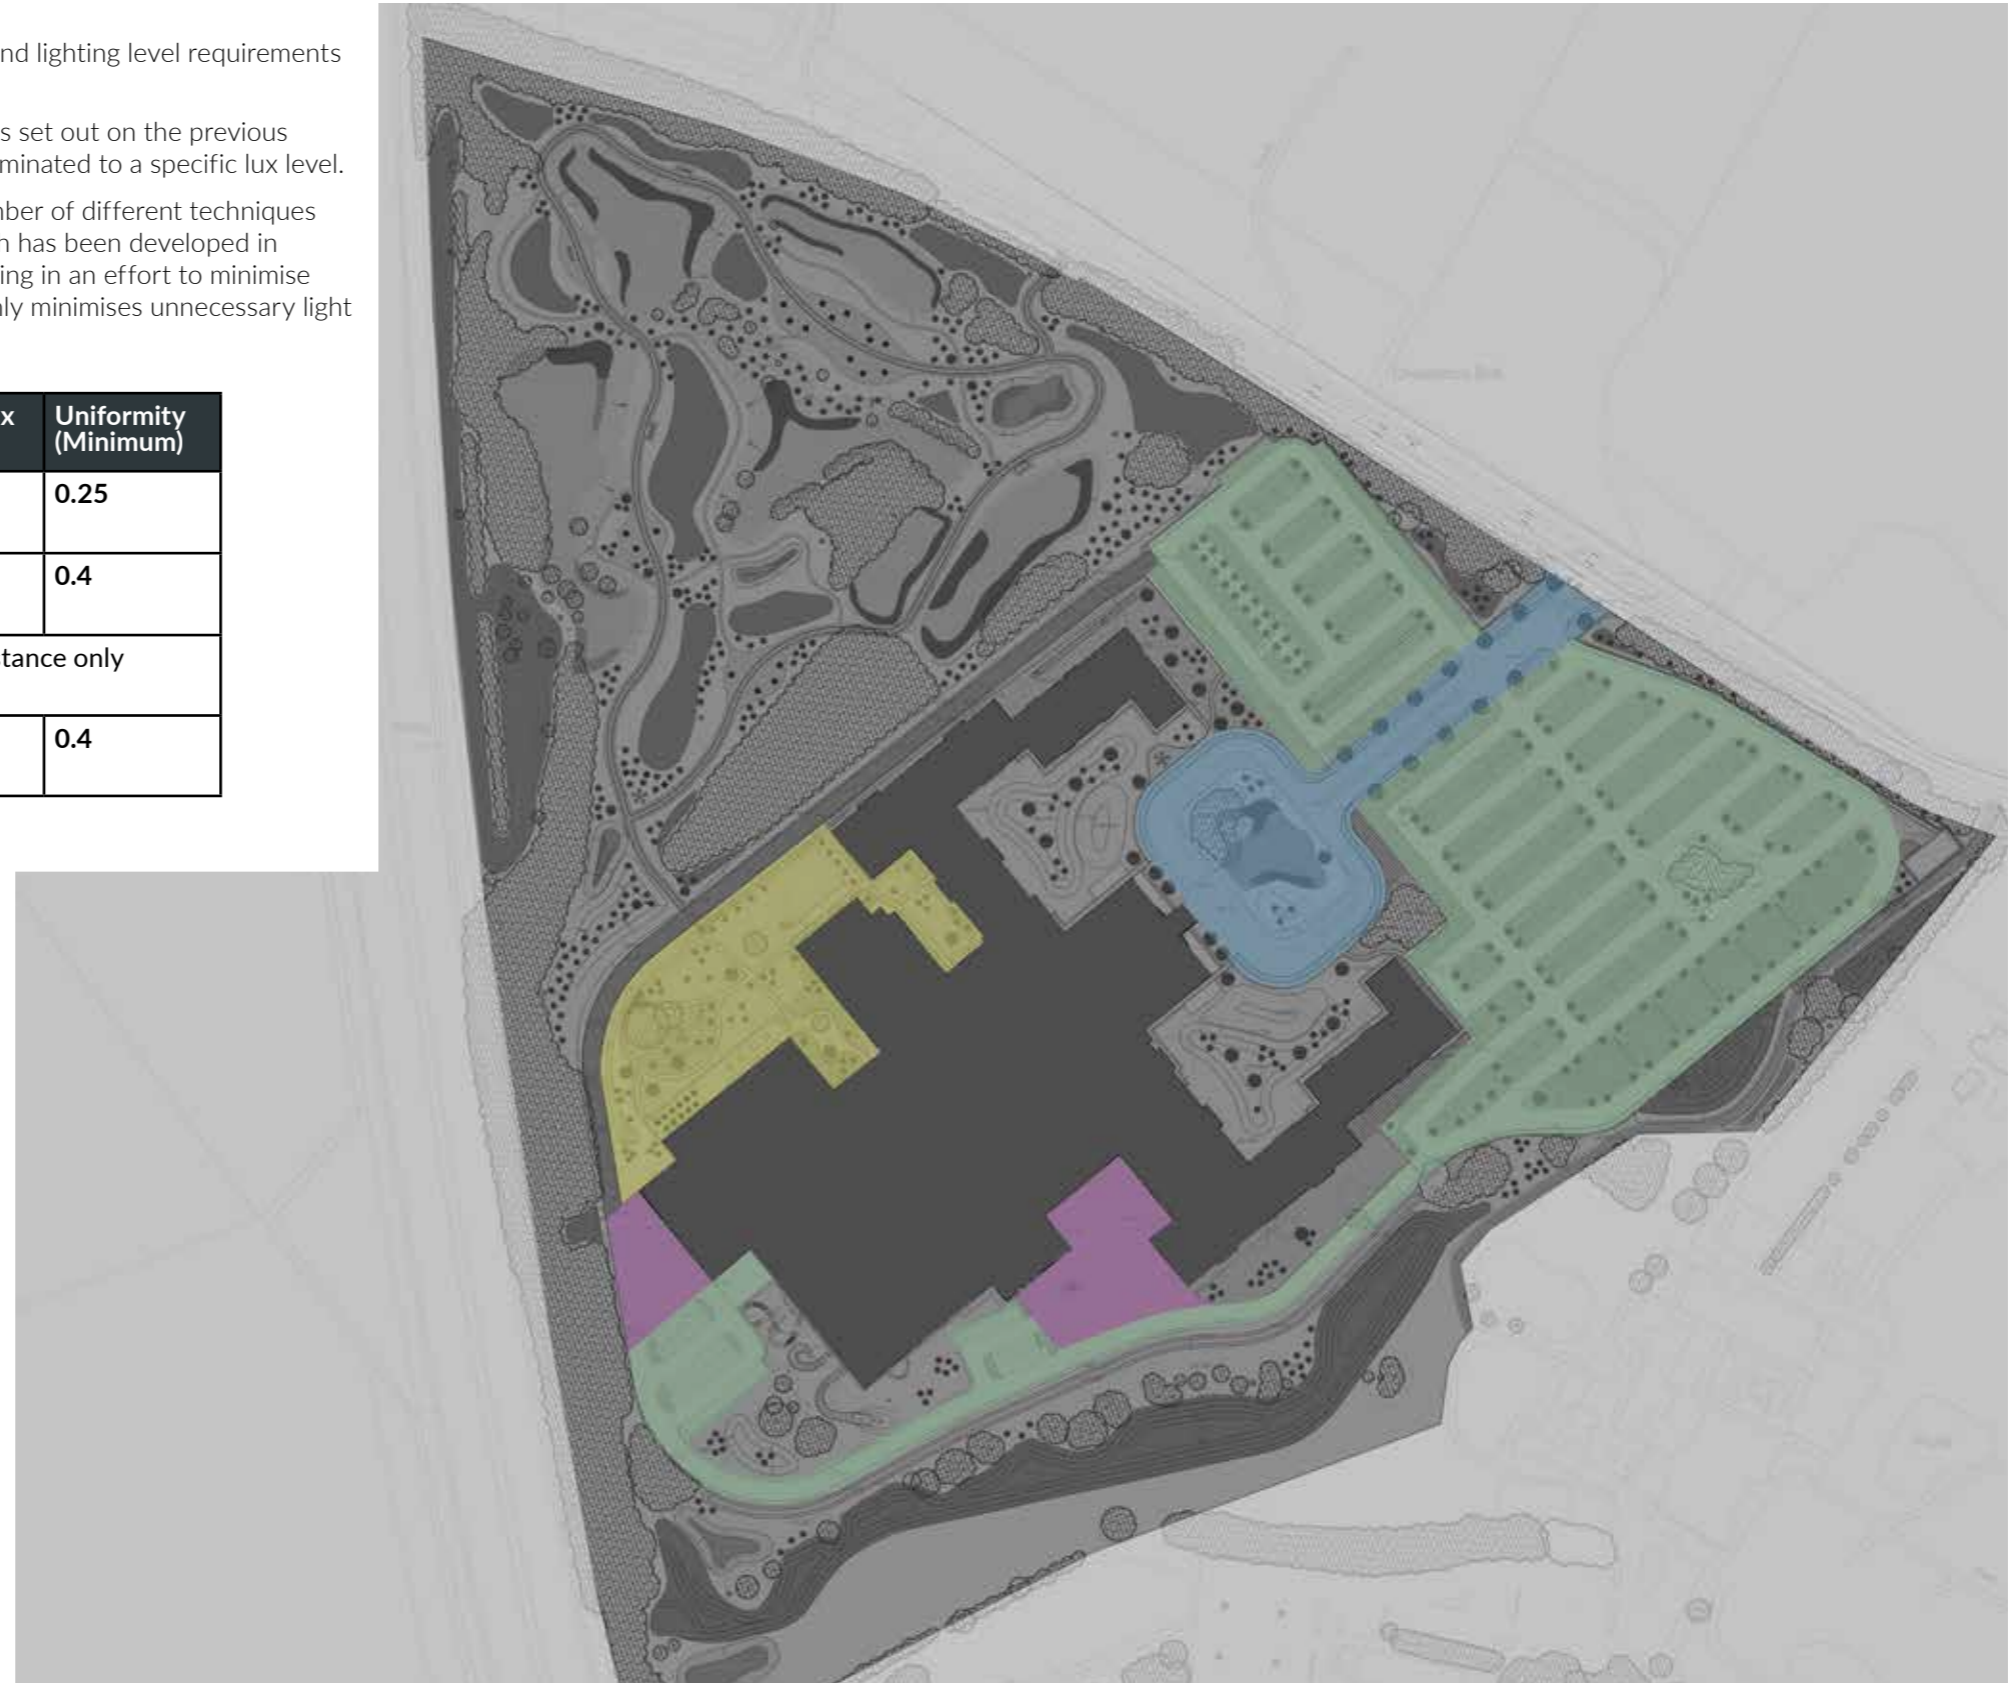 nd lighting level requirements
s set out on the previous
minated to a specific lux level.
ber of different techniques
n has been developed in
ing in an effort to minimise
ly minimises unnecessary light
x Uniformity
(Minimum)
0.25
0.4
tance only
0.4